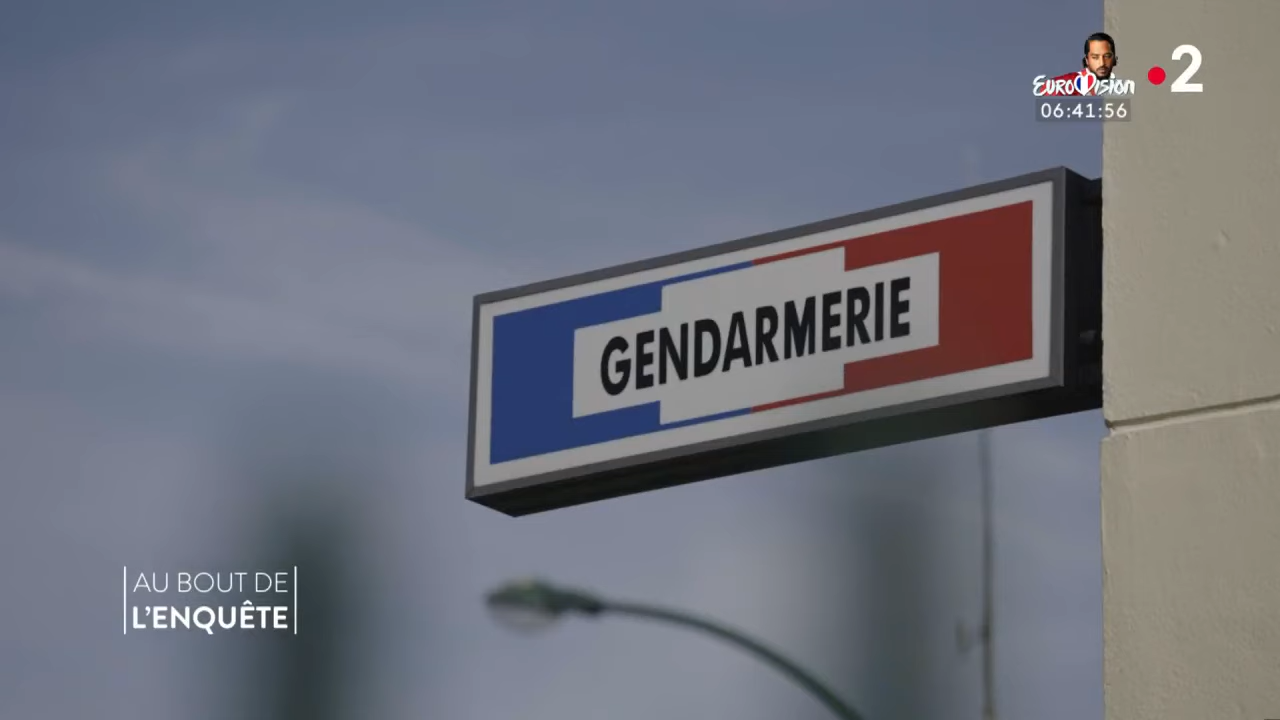 EUROVISION
2
06:41:56
GENDARMERIE
AU BOUT DE
L'ENQUÊTE